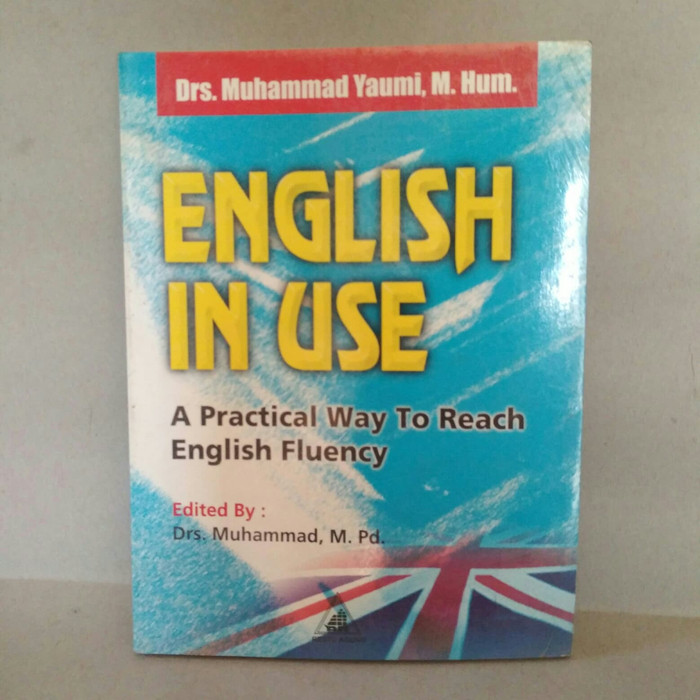 Drs. Muhammad Yaumi, M. Hum.
ENGLISH
IN USE
A Practical Way To Reach
English Fluency
Edited By :
Drs. Muhammad, M. Pd.